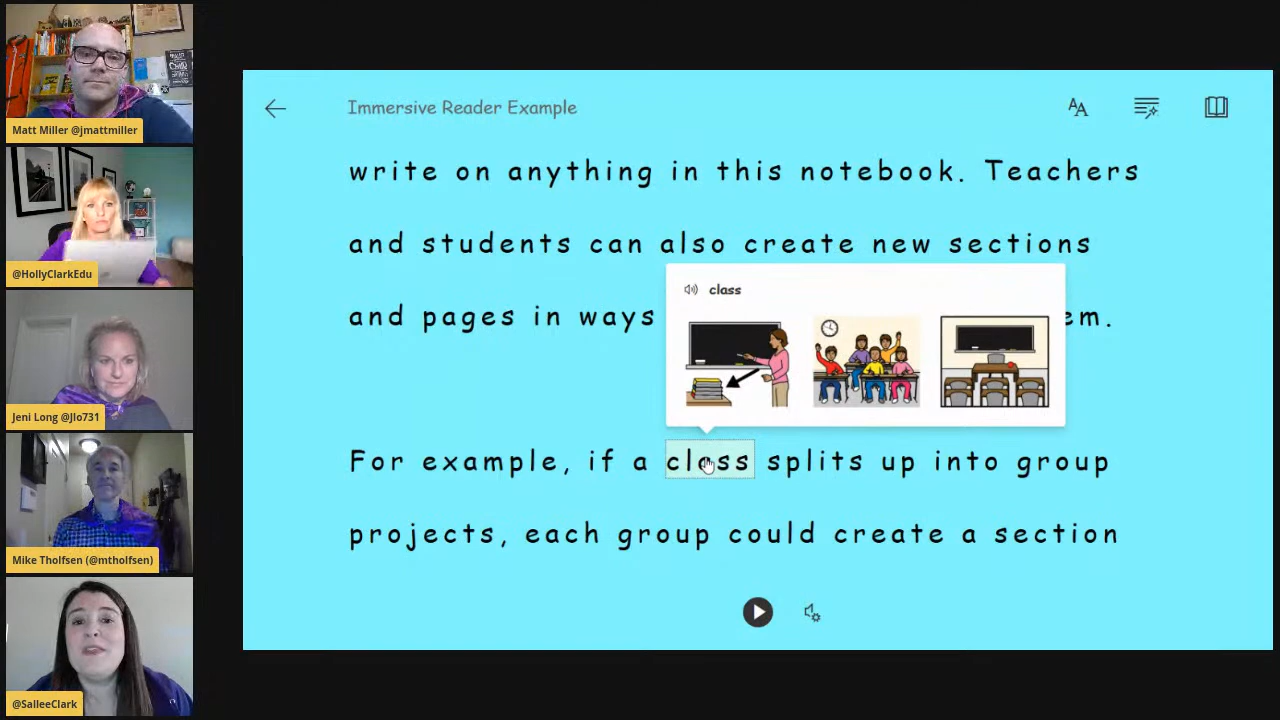 Matt Miller @jmattmiller
@HollyClarkEdu
Jeni Long @Jlo731
Mike Tholfsen (@mtholfsen)
@SalleeClark
Immersive Reader Example
write on anything in this notebook. Teachers
and students can also create new sections
and pages in ways
em.
class
For example, if a class splits up into group
projects, each group could create a section